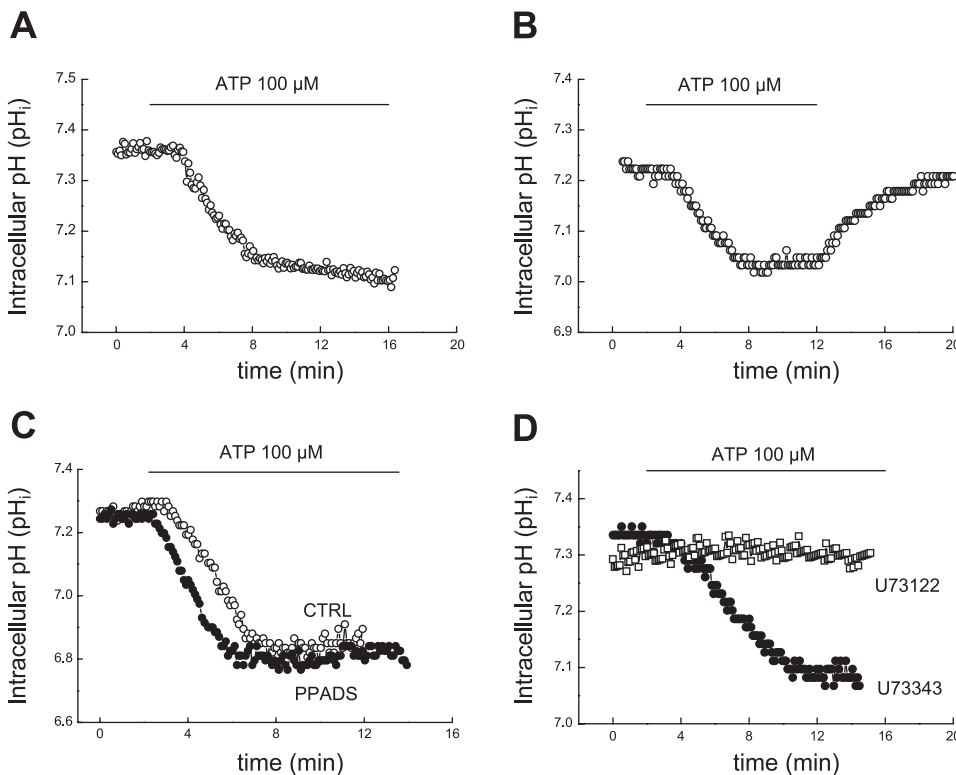 A
ATP 100 µM
Intracellular pH (pHi)
7.5
7.4
7.3
7.2
7.1
7.0
0 4 8 12 16 20
time (min)
B
ATP 100 µM
Intracellular pH (pHi)
7.4
7.3
7.2
7.1
7.0
6.9
0 4 8 12 16 20
time (min)
C
ATP 100 µM
Intracellular pH (pHi)
7.4
7.2
7.0
6.8
6.6
CTRL
PPADS
0 4 8 12 16
time (min)
D
ATP 100 µM
Intracellular pH (pHi)
7.4
7.3
7.2
7.1
7.0
U73122
U73343
0 4 8 12 16 20
time (min)